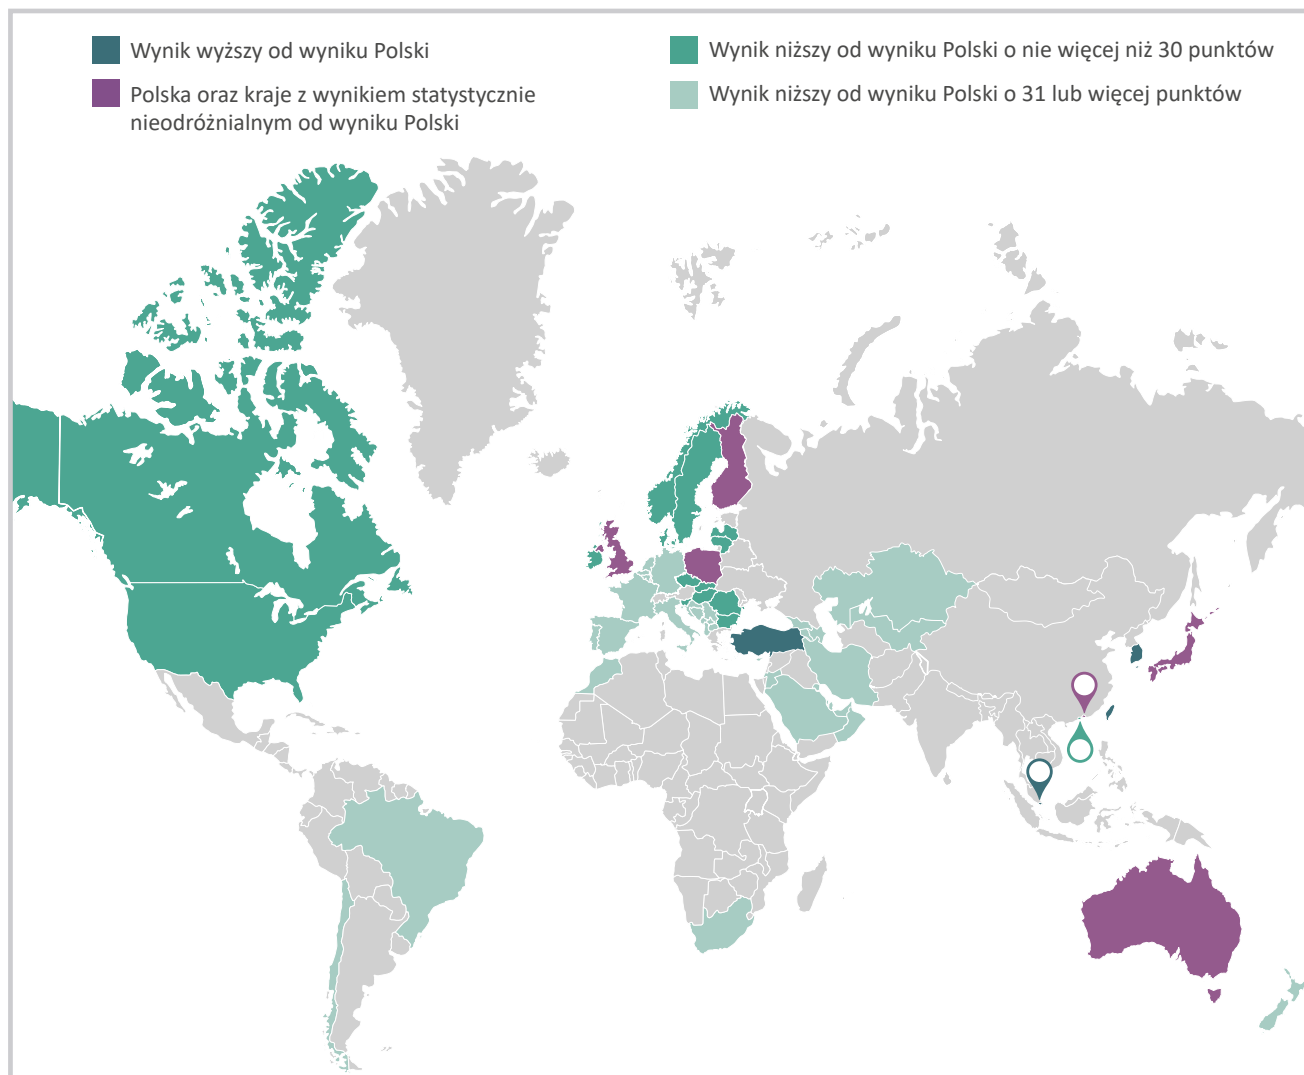 Wynik wyższy od wyniku Polski
Polska oraz kraje z wynikiem statystycznie
nieodróżnialnym od wyniku Polski
Wynik niższy od wyniku Polski o nie więcej niż 30 punktów
Wynik niższy od wyniku Polski o 31 lub więcej punktów